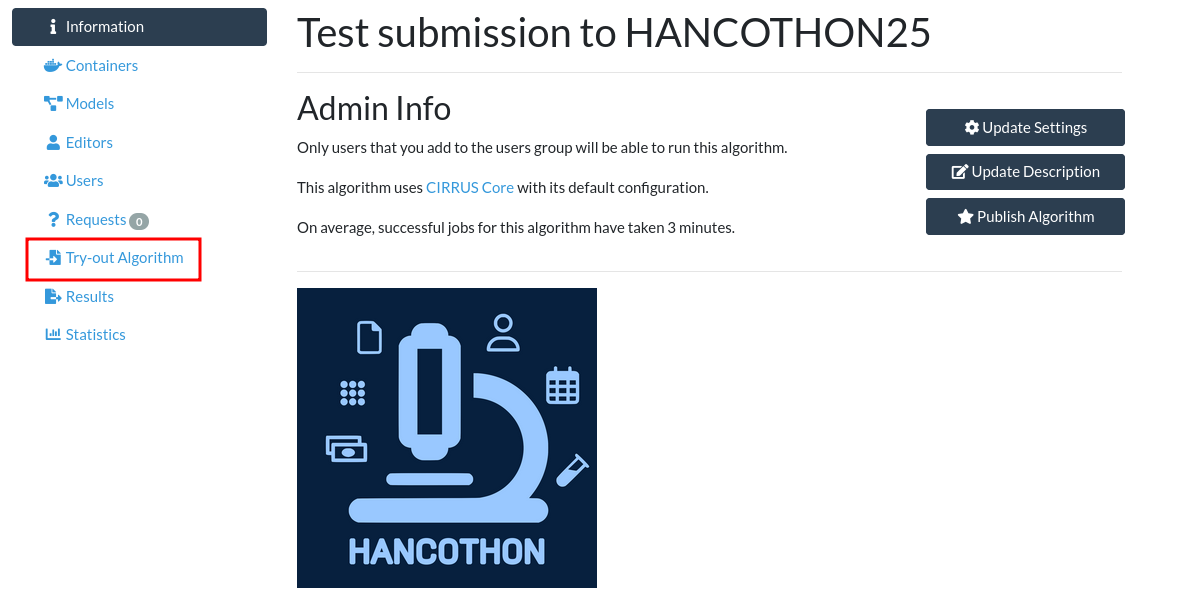 Information
Containers
Models
Editors
Users
Requests 0
Try-out Algorithm
Results
Statistics
Test submission to HANCOTHON25
Admin Info
Only users that you add to the users group will be able to run this algorithm.
This algorithm uses CIRRUS Core with its default configuration.
On average, successful jobs for this algorithm have taken 3 minutes.
Update Settings
Update Description
Publish Algorithm
HANCOTHON